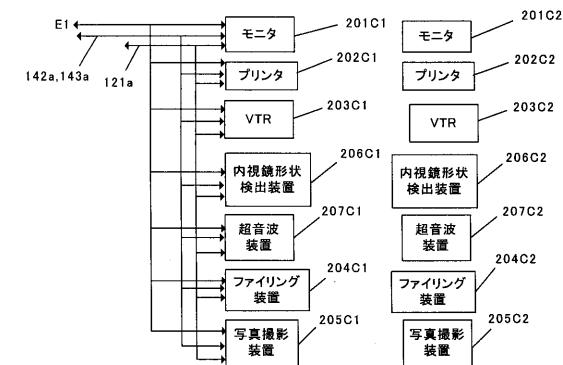 E1
201C1
モニタ
201C2
モニタ
142a,143a
121a
202C1
プリンタ
202C2
プリンタ
203C1
VTR
203C2
VTR
206C1
内視鏡形状
検出装置
206C2
内視鏡形状
検出装置
207C1
超音波
装置
207C2
超音波
装置
204C1
ファイリング
装置
204C2
ファイリング
装置
205C1
写真撮影
装置
205C2
写真撮影
装置